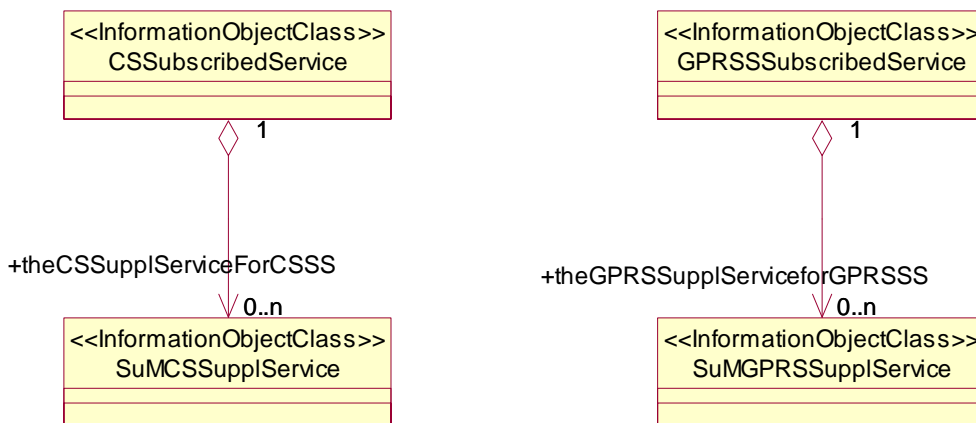 <<InformationObjectClass>>
CSSubscribedService
1
+theCSSupplServiceForCSSS
0..n
<<InformationObjectClass>>
SuMCSSupplService
<<InformationObjectClass>>
GPRSSSubscribedService
1
+theGPRSSupplServiceforGPRSSS
0..n
<<InformationObjectClass>>
SuMGPRSSupplService